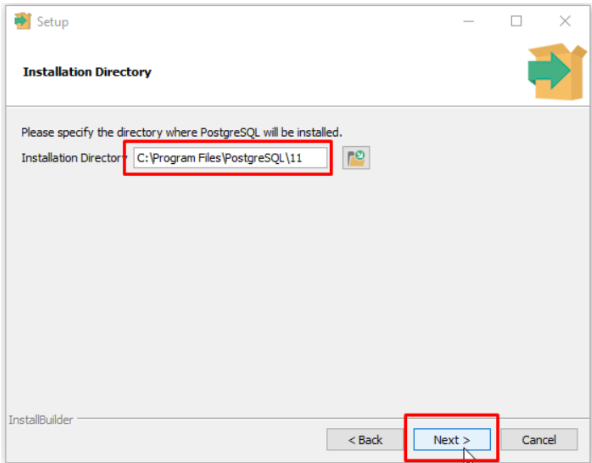 Setup
Installation Directory
Please specify the directory where PostgreSQL will be installed.
Installation Directory C:\Program Files\PostgreSQL\11
InstallBuilder
< Back Next > Cancel